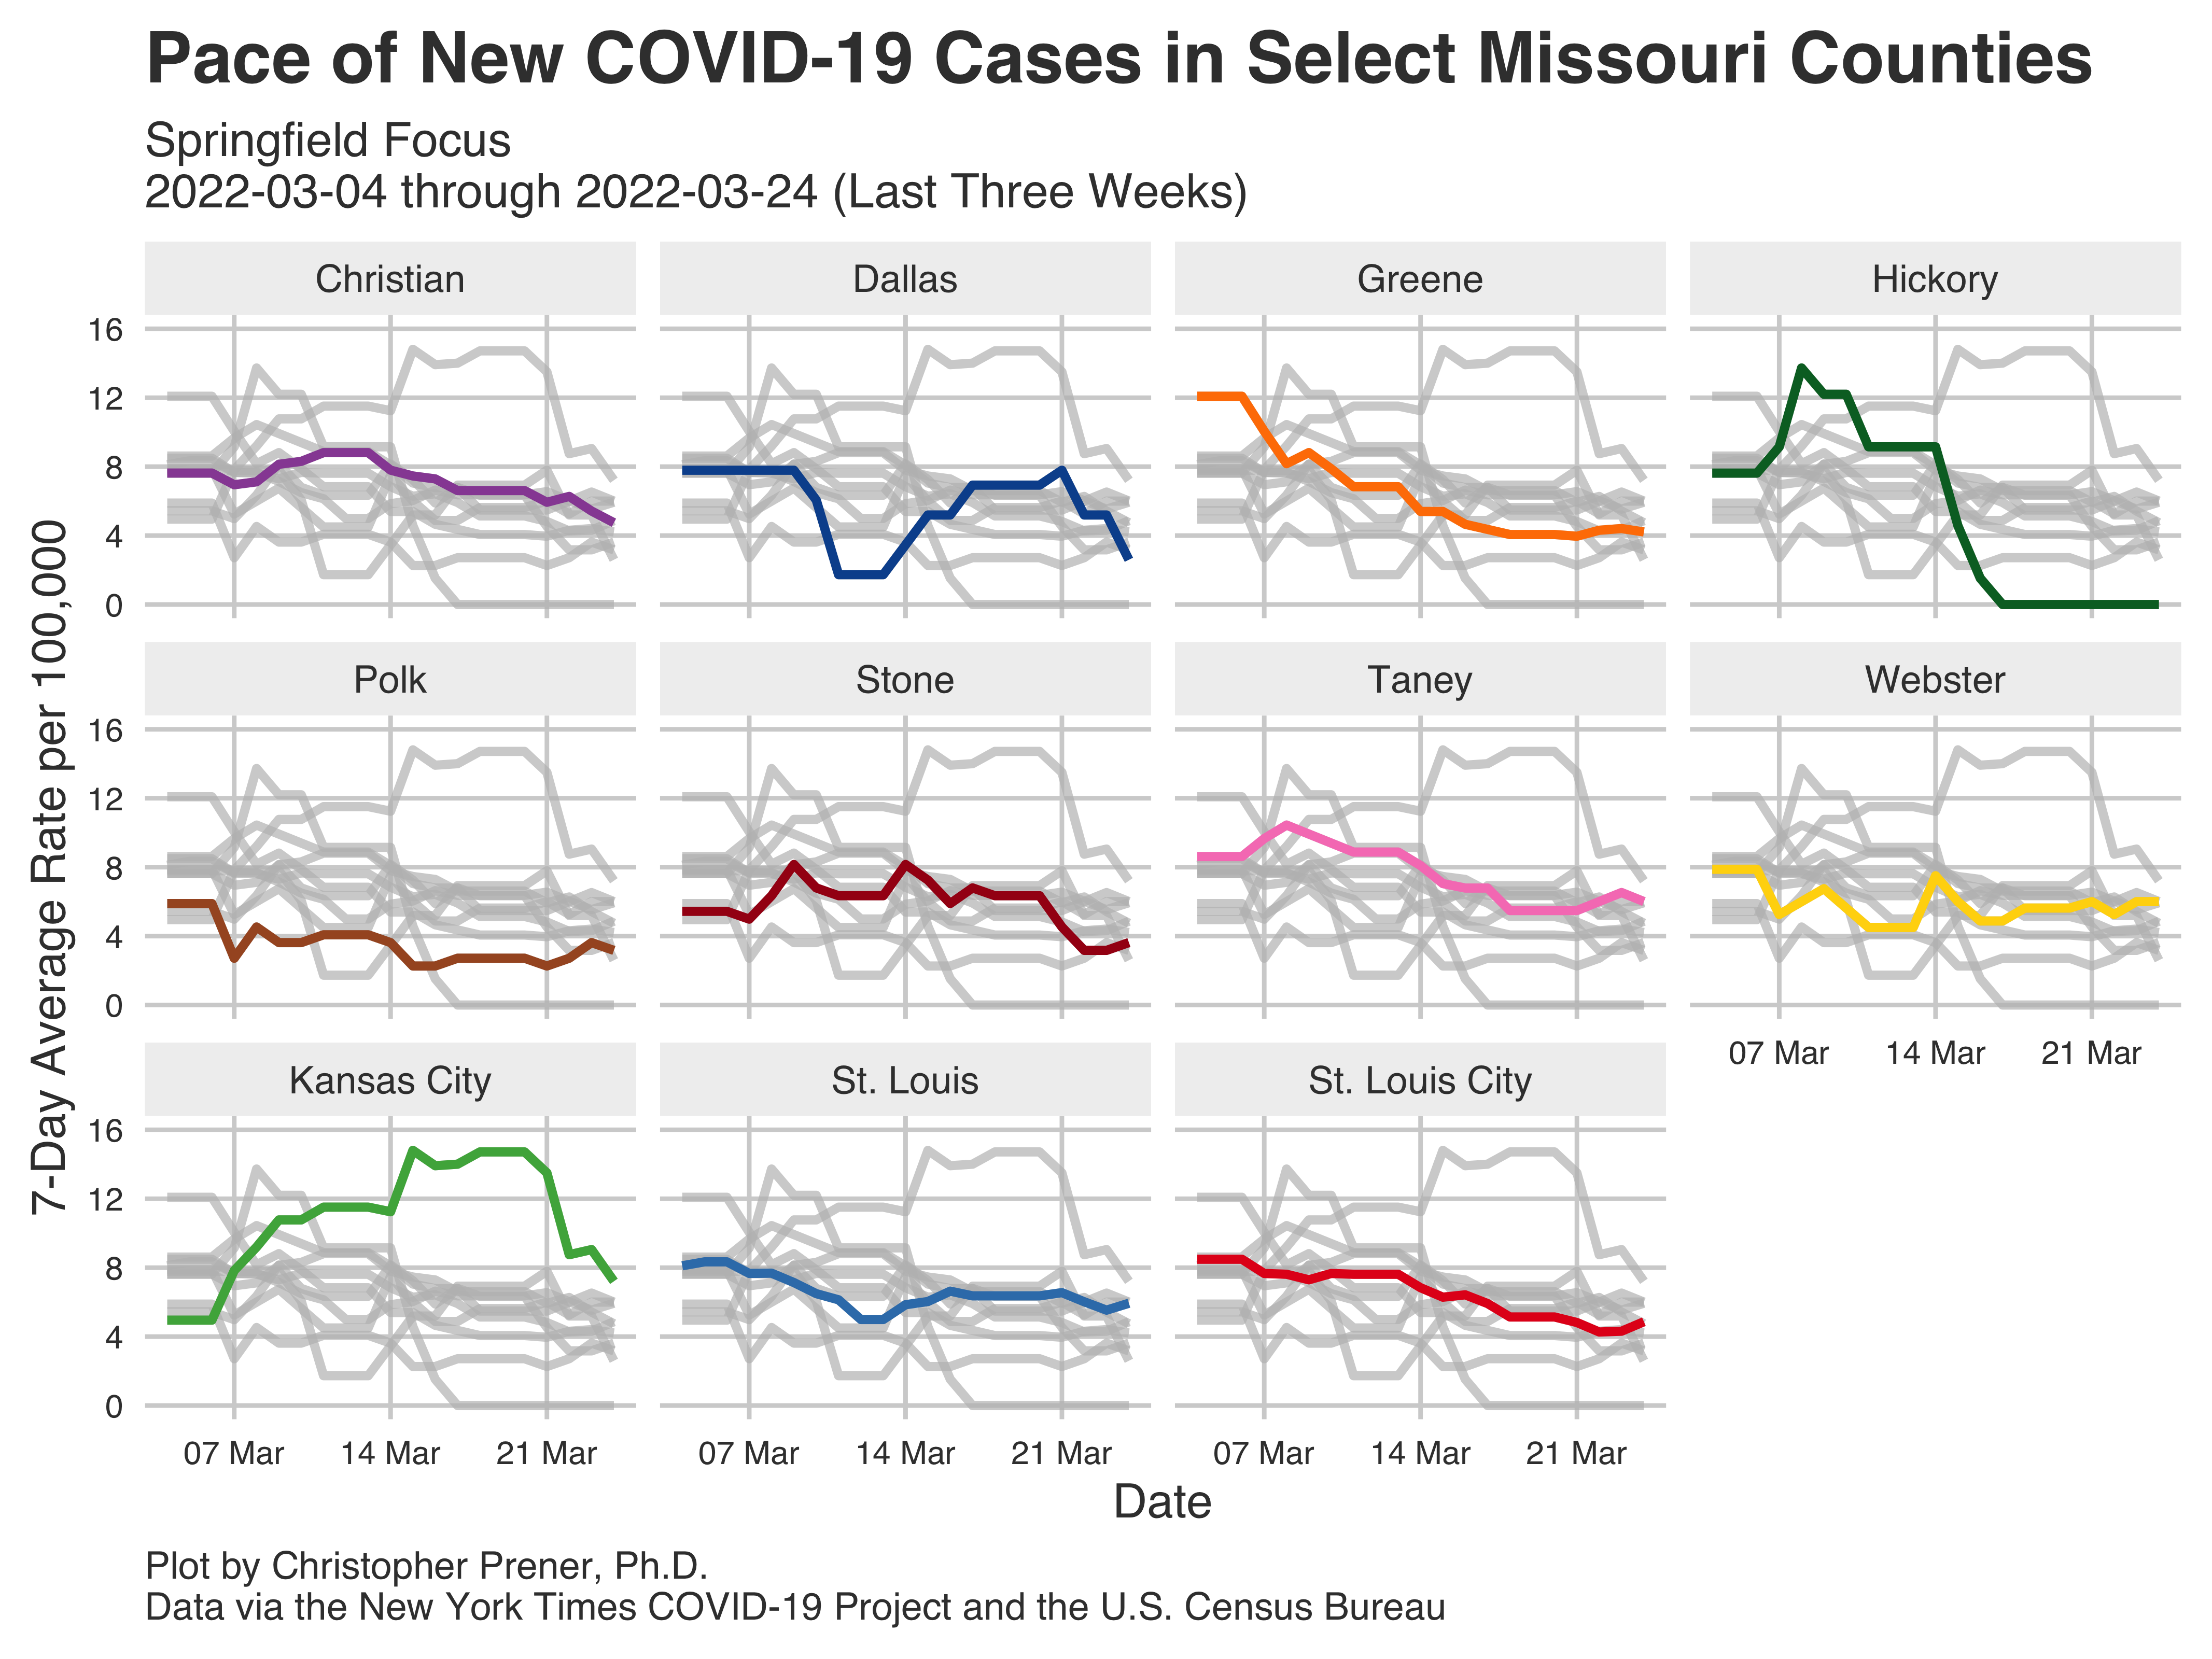 Pace of New COVID-19 Cases in Select Missouri Counties
Springfield Focus
2022-03-04 through 2022-03-24 (Last Three Weeks)
Christian
Dallas
Greene
Hickory
16
12
8
4
0
Polk
Stone
Taney
Webster
16
12
8
4
0
07 Mar
14 Mar
21 Mar
Kansas City
St. Louis
St. Louis City
16
12
8
4
0
07 Mar
14 Mar
21 Mar
07 Mar
14 Mar
21 Mar
07 Mar
14 Mar
21 Mar
7-Day Average Rate per 100,000
Date
Plot by Christopher Prener, Ph.D.
Data via the New York Times COVID-19 Project and the U.S. Census Bureau